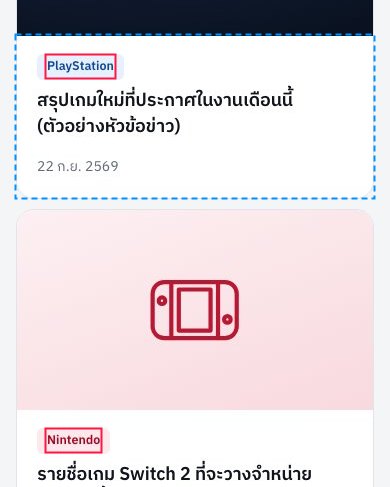 PlayStation
สรุปเกมใหม่ที่ประกาศในงานเดือนนี้
(ตัวอย่างหัวข้อข่าว)
22 ก.ย. 2569
Nintendo
รายชื่อเกม Switch 2 ที่จะวางจำหน่าย